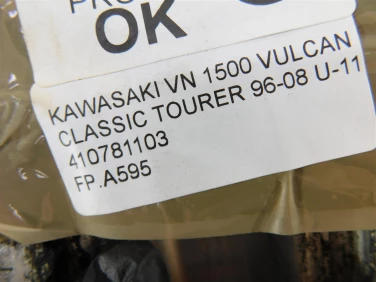 OK
KAWASAKI VN 1500 VULCAN
CLASSIC TOURER 96-08 U-11
410781103
FP.A595